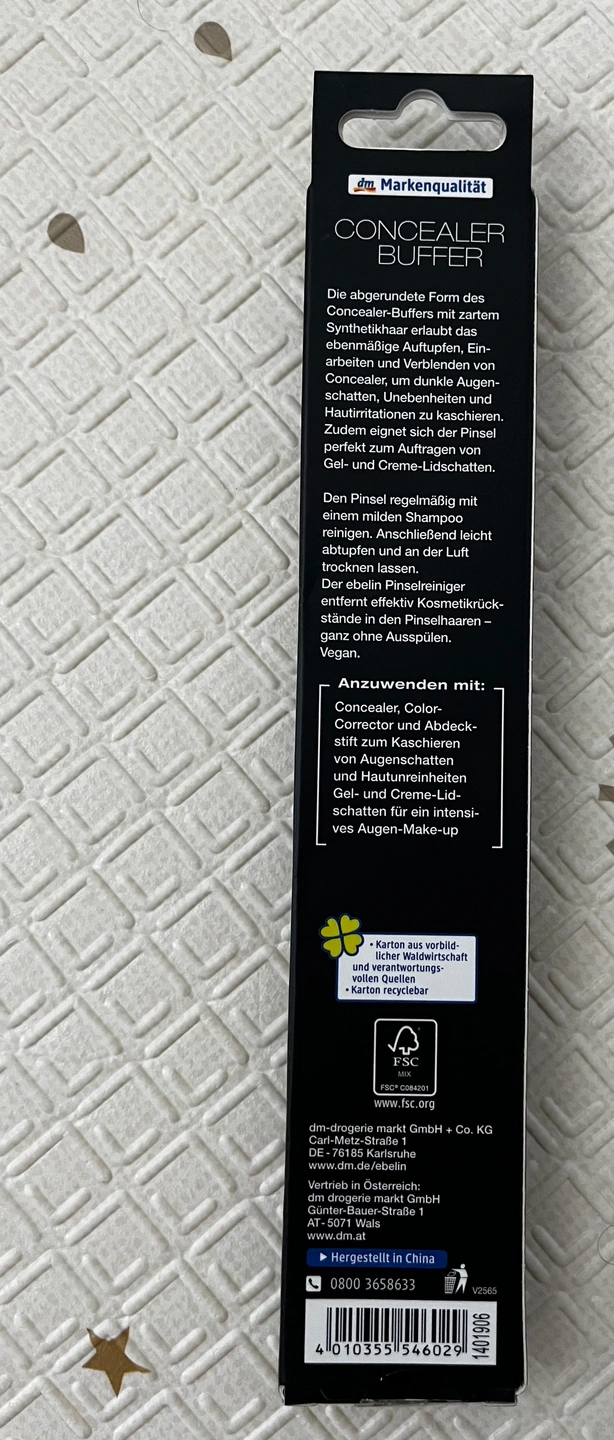 dm Markenqualität
CONCEALER
BUFFER
Die abgerundete Form des
Concealer-Buffers mit zartem
Synthetikhaar erlaubt das
ebenmäßige Auftupfen, Ein-
arbeiten und Verblenden von
Concealer, um dunkle Augen-
schatten, Unebenheiten und
Hautirritationen zu kaschieren.
Zudem eignet sich der Pinsel
perfekt zum Auftragen von
Gel- und Creme-Lidschatten.
Den Pinsel regelmäßig mit
einem milden Shampoo
reinigen. Anschließend leicht
abtupfen und an der Luft
trocknen lassen.
Der ebelin Pinselreiniger
entfernt effektiv Kosmetikrück-
stände in den Pinselhaaren –
ganz ohne Ausspülen.
Vegan.
Anzuwenden mit:
Concealer, Color-
Corrector und Abdeck-
stift zum Kaschieren
von Augenschatten
und Hautunreinheiten
Gel- und Creme-Lid-
schatten für ein intensi-
ves Augen-Make-up
• Karton aus vorbild-
licher Waldwirtschaft
und verantwortungs-
vollen Quellen
• Karton recyclebar
FSC
MIX
FSC® C084201
www.fsc.org
dm-drogerie markt GmbH + Co. KG
Carl-Metz-Straße 1
DE - 76185 Karlsruhe
www.dm.de/ebelin
Vertrieb in Österreich:
dm drogerie markt GmbH
Günter-Bauer-Straße 1
AT- 5071 Wals
www.dm.at
Hergestellt in China
0800 3658633
V2565
4 010355 546029
1401906